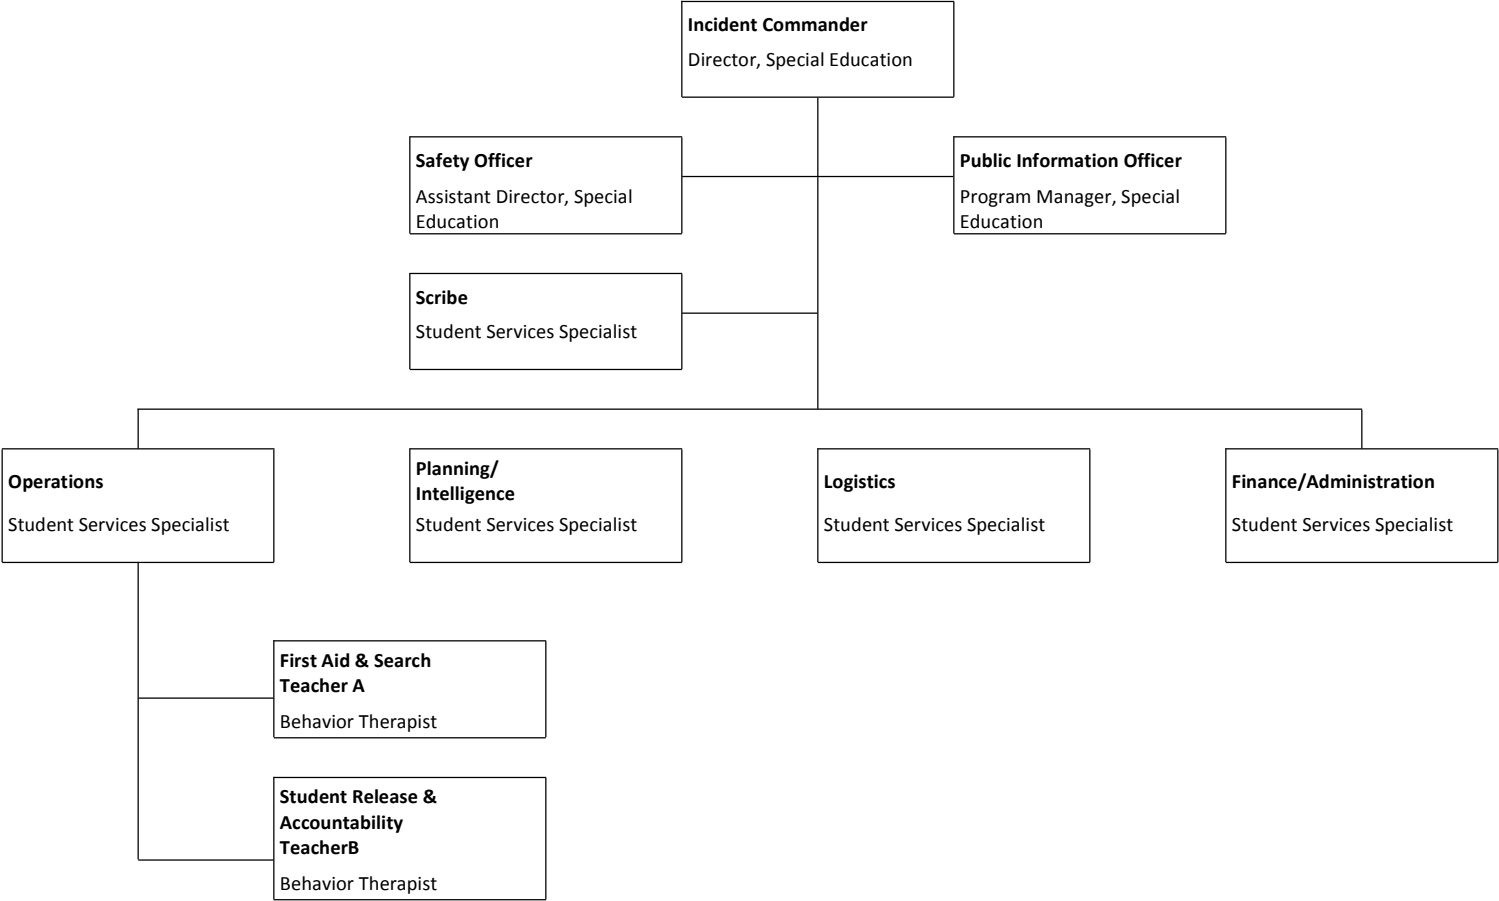 Incident Commander
Director, Special Education
Safety Officer
Assistant Director, Special
Education
Public Information Officer
Program Manager, Special
Education
Scribe
Student Services Specialist
Operations
Student Services Specialist
Planning/
Intelligence
Student Services Specialist
Logistics
Student Services Specialist
Finance/Administration
Student Services Specialist
First Aid & Search
Teacher A
Behavior Therapist
Student Release &
Accountability
TeacherB
Behavior Therapist